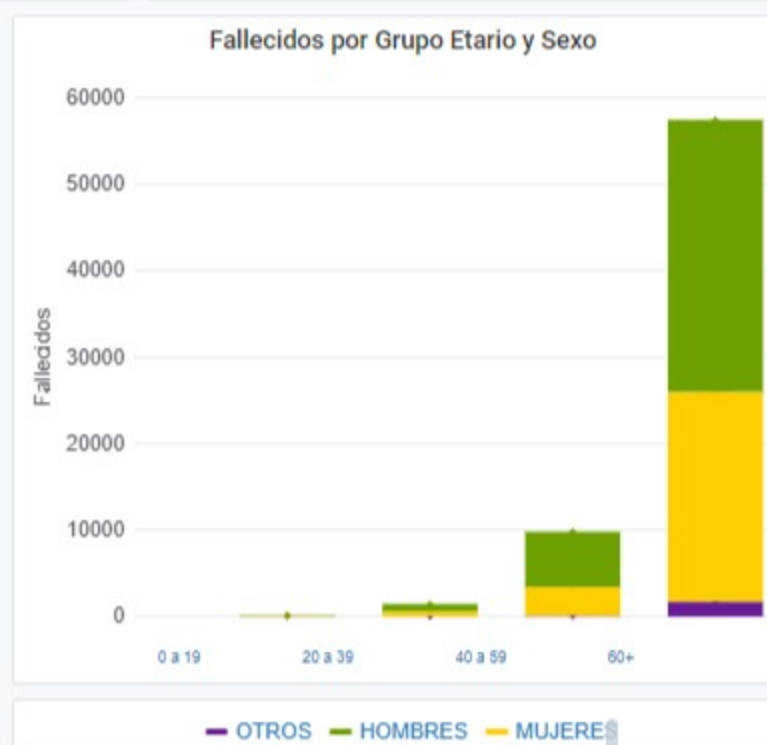 Fallecidos por Grupo Etario y Sexo
60000
50000
40000
30000
20000
10000
0
Fallecidos
0 a 19 20 a 39 40 a 59 60+
OTROS HOMBRES MUJERES